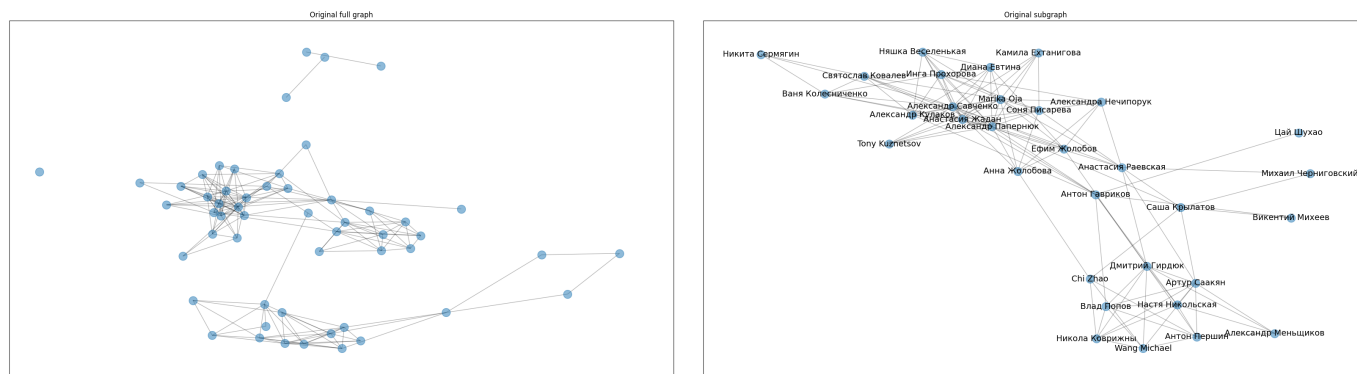 Original full graph
Original subgraph
Никита Сермягин
Няшка Веселенькая
Камила Ехтанигова
Диана Евтина
Святослав Ковалев
Инга Прохорова
Ваня Колесниченко
Marika Oja
Александра Нечипорук
Александр Савченко
Соня Писарева
Александр Кулаков
Анастасия Жадан
Александр Папернюк
Цай Шухао
Tony Kuznetsov
Ефим Жолобов
Анна Жолобова
Анастасия Раевская
Михаил Черниговский
Антон Гавриков
Саша Крылатов
Викентий Михеев
Дмитрий Гирдюк
Chi Zhao
Артур Саакян
Влад Попов
Настя Никольская
Никола Коврижны
Антон Першин
Александр Меньщиков
Wang Michael